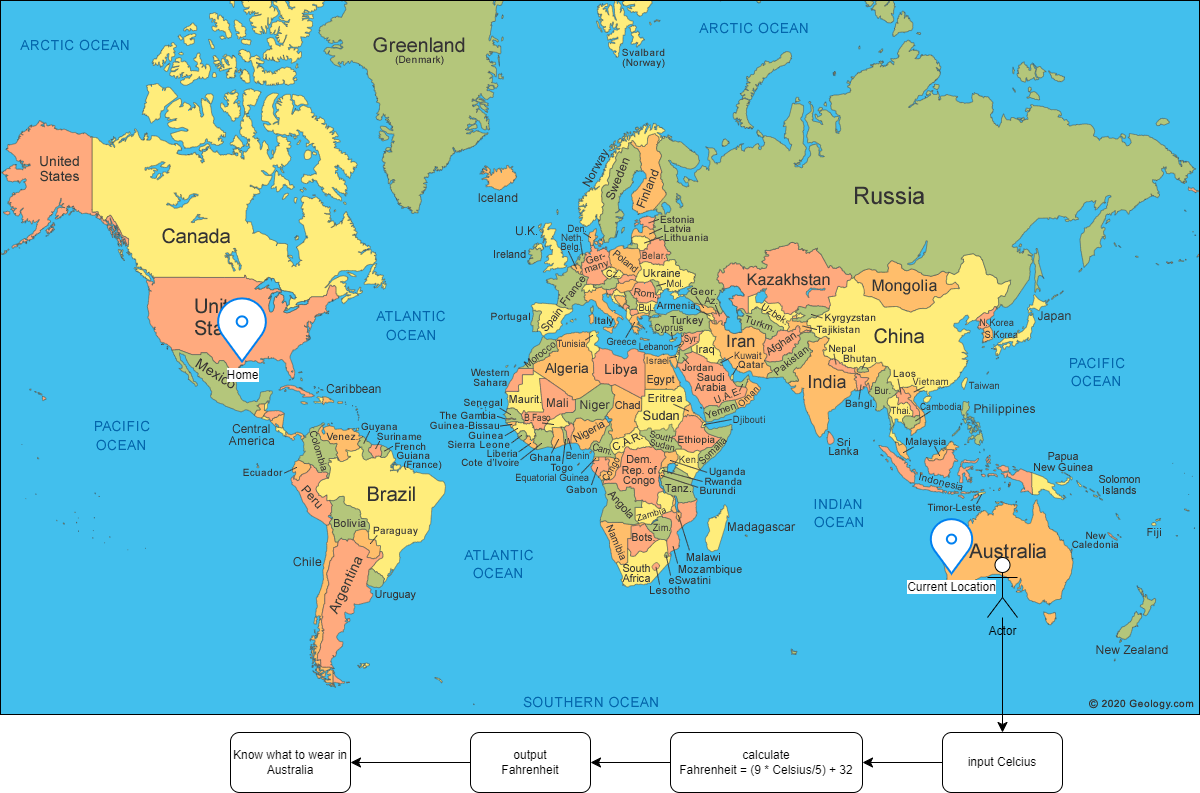 ARCTIC OCEAN
Greenland
(Denmark)
Svalbard
(Norway)
ARCTIC OCEAN
United
States
Canada
Iceland
Norway
Sweden
Finland
Russia
U.K.
Ireland
Den.
Neth.
Belg.
Estonia
Latvia
Lithuania
Belar.
Ger-
many
Poland
Cz.
Ukraine
Mol.
France
Rom.
Bul.
Italy
Spain
Portugal
Greece
Armenia
Geor.
Az.
Turkey
Cyprus
Lebanon
Syr.
Israel
Iraq
Iran
Jordan
Kuwait
Qatar
Saudi
Arabia
U.A.E.
Oman
Yemen
Kazakhstan
Uzbek.
Turkm.
Kyrgyzstan
Tajikistan
Afghan.
Pakistan
Mongolia
China
N.Korea
S.Korea
Japan
Nepal
Bhutan
India
Bangl.
Bur.
Laos
Vietnam
Thai.
Cambodia
Taiwan
Philippines
Sri
Lanka
Malaysia
Indonesia
Timor-Leste
Papua
New Guinea
Solomon
Islands
PACIFIC
OCEAN
ATLANTIC
OCEAN
Home
Mexico
Caribbean
Central
America
PACIFIC
OCEAN
Guyana
Suriname
French
Guiana
(France)
Venez.
Colombia
Ecuador
Peru
Brazil
Bolivia
Paraguay
Chile
Argentina
Uruguay
Morocco
Tunisia
Western
Sahara
Algeria
Libya
Egypt
Maurit.
Mali
Niger
Chad
Sudan
Eritrea
Djibouti
Senegal
The Gambia
Guinea-Bissau
Guinea
Sierra Leone
Liberia
Cote d'Ivoire
B.Faso
Ghana
Togo
Benin
Nigeria
Cam.
Equatorial Guinea
Gabon
Congo
C.A.R.
South
Sudan
Ethiopia
Somalia
Ken.
Uganda
Rwanda
Burundi
Dem.
Rep. of
Congo
Tanz.
Angola
Zambia
Zim.
Namibia
Bots.
South
Africa
Malawi
Mozambique
eSwatini
Lesotho
Madagascar
ATLANTIC
OCEAN
INDIAN
OCEAN
Australia
Current Location
Actor
New
Caledonia
Fiji
New Zealand
SOUTHERN OCEAN
© 2020 Geology.com
Know what to wear in
Australia
output
Fahrenheit
calculate
Fahrenheit = (9 * Celsius/5) + 32
input Celcius